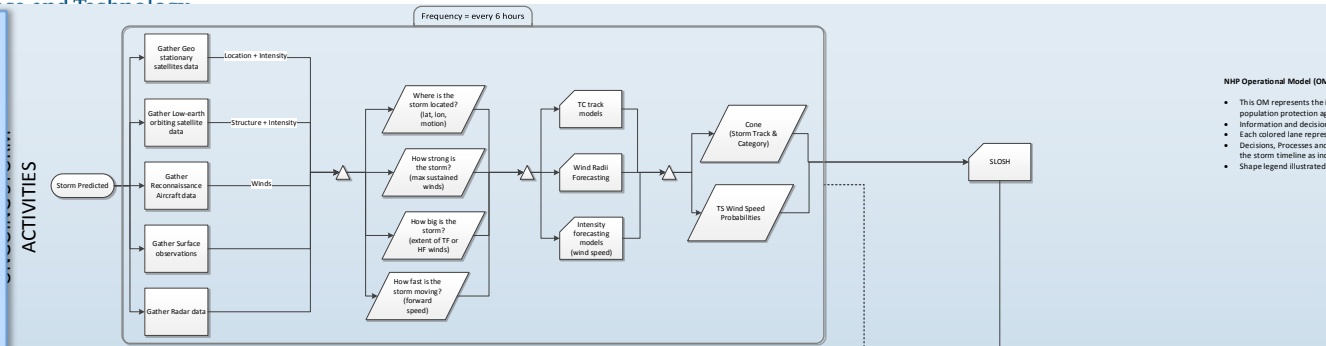 Frequency = every 6 hours
ACTIVITIES
Storm Predicted
Gather Geo
stationary
satellites data
Gather Low-earth
orbiting satellite
data
Gather
Reconnaissance
Aircraft data
Gather Surface
observations
Gather Radar data
Location + Intensity
Structure + Intensity
Winds
Where is the
storm located?
(lat, lon,
motion)
How strong is
the storm?
(max sustained
winds)
How big is the
storm?
(extent of TF or
HF winds)
How fast is the
storm moving?
(forward
speed)
TC track
models
Wind Radii
Forecasting
Intensity
forecasting
models
(wind speed)
Cone
(Storm Track &
Category)
TS Wind Speed
Probabilities
SLOSH
NHP Operational Model (OM
• This OM represents the
population protection
• Information and
• Each colored lane
• Decisions, Processes and
the storm timeline as
• Shape legend illustrated